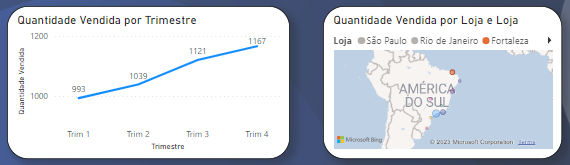 Quantidade Vendida por Trimestre
1200
1000
Quantidade Vendida
993
1039
1121
1167
Trim 1 Trim 2 Trim 3 Trim 4
Trimestre
Quantidade Vendida por Loja e Loja
Loja São Paulo Rio de Janeiro Fortaleza
AMÉRICA
DO SUL
Microsoft Bing
© 2023 Microsoft Corporation Terms